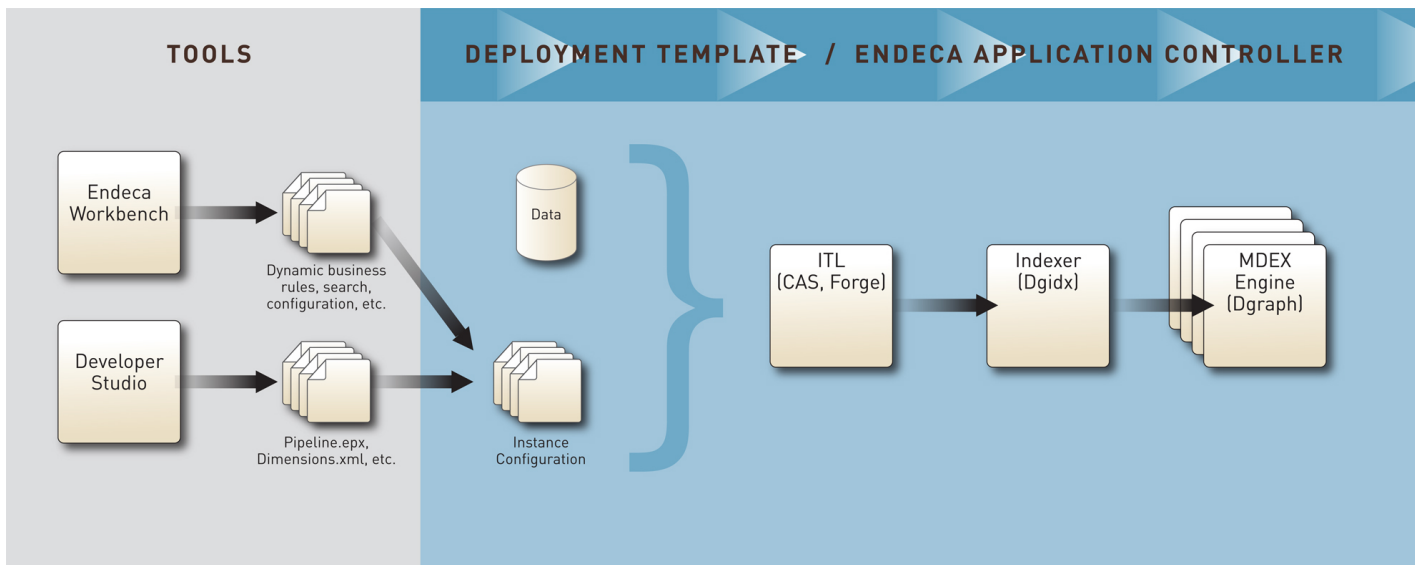 TOOLS
DEPLOYMENT TEMPLATE / ENDECA APPLICATION CONTROLLER
Endeca
Workbench
Dynamic business
rules, search,
configuration, etc.
Developer
Studio
Pipeline.epx,
Dimensions.xml, etc.
Data
Instance
Configuration
ITL
(CAS, Forge)
Indexer
(Dgidx)
MDEX
Engine
(Dgraph)